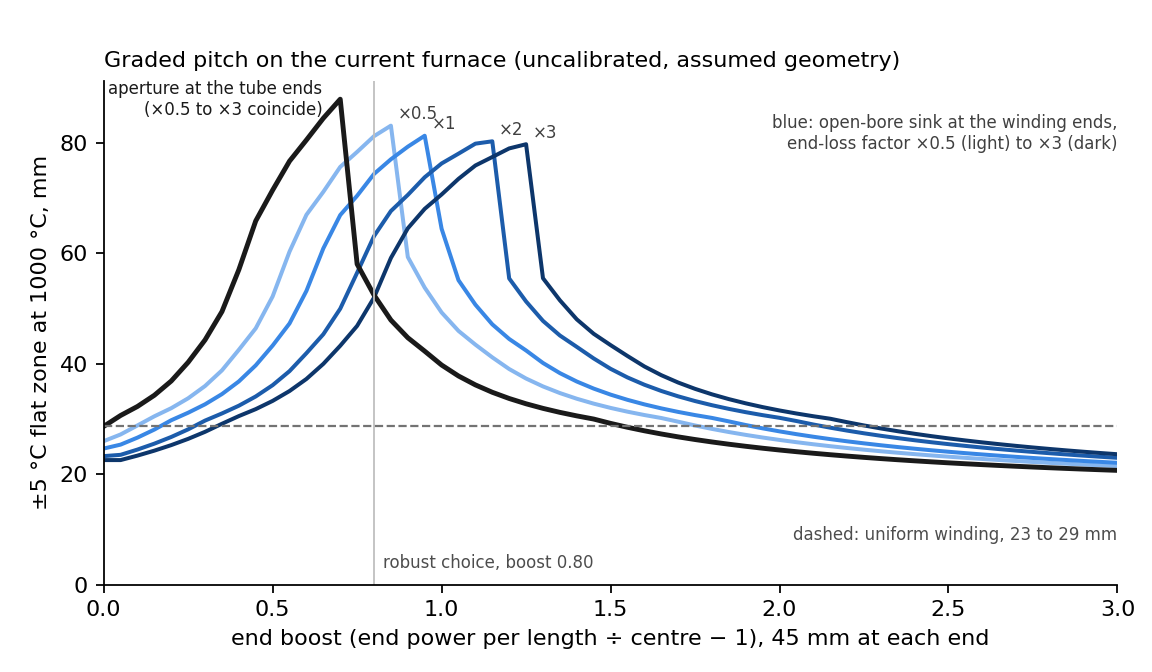 Graded pitch on the current furnace (uncalibrated, assumed geometry)
aperture at the tube ends
(×0.5 to ×3 coincide)
×0.5
×1
×2
×3
blue: open-bore sink at the winding ends,
end-loss factor ×0.5 (light) to ×3 (dark)
±5 °C flat zone at 1000 °C, mm
80
60
40
20
0
dashed: uniform winding, 23 to 29 mm
robust choice, boost 0.80
0.0
0.5
1.0
1.5
2.0
2.5
3.0
end boost (end power per length ÷ centre − 1), 45 mm at each end